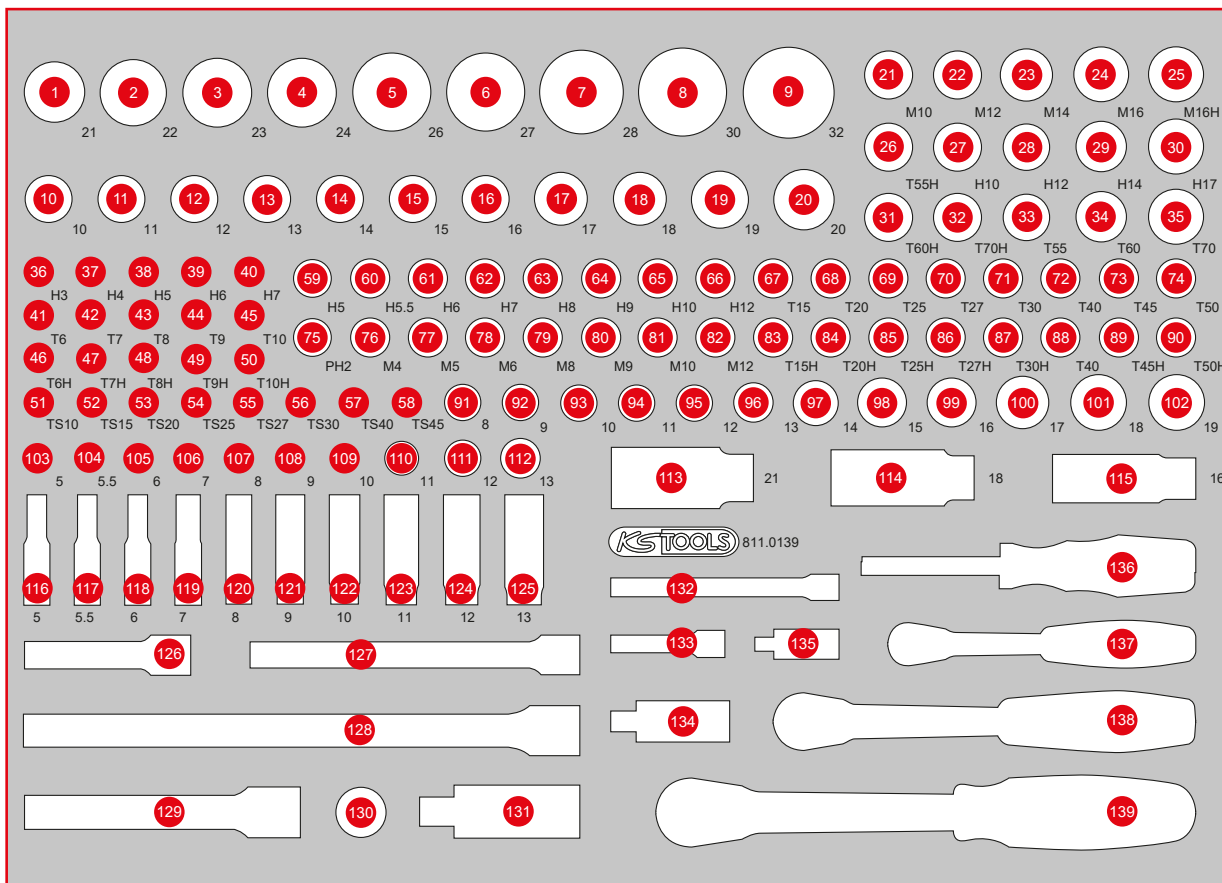 1 2 3 4 5 6 7 8 9
21 22 23 24 26 27 28 30 32
21 22 23 24 25
M10 M12 M14 M16 M16H
26 27 28 29 30
T55H H10 H12 H14 H17
10 11 12 13 14 15 16 17 18 19 20
10 11 12 13 14 15 16 17 18 19 20
31 32 33 34 35
T60H T70H T55 T60 T70
36 37 38 39 40
H3 H4 H5 H6 H7
59 60 61 62 63 64 65 66 67 68 69 70 71 72 73 74
H5 H5.5 H6 H7 H8 H9 H10 H12 T15 T20 T25 T27 T30 T40 T45 T50
41 42 43 44 45
T6 T7 T8 T9 T10
75 76 77 78 79 80 81 82 83 84 85 86 87 88 89 90
PH2 M4 M5 M6 M8 M9 M10 M12 T15H T20H T25H T27H T30H T40 T45H T50H
46 47 48 49 50
T6H T7H T8H T9H T10H
51 52 53 54 55 56 57 58 91 92 93 94 95 96 97 98 99 100 101 102
TS10 TS15 TS20 TS25 TS27 TS30 TS40 TS45 8 9 10 11 12 13 14 15 16 17 18 19
103 104 105 106 107 108 109 110 111 112
5 5.5 6 7 8 9 10 11 12 13
113 21 114 18 115 16
KS TOOLS 811.0139
116 117 118 119 120 121 122 123 124 125
5 5.5 6 7 8 9 10 11 12 13
132 136
126 127 133 135 137
128 134 138
129 130 131 139